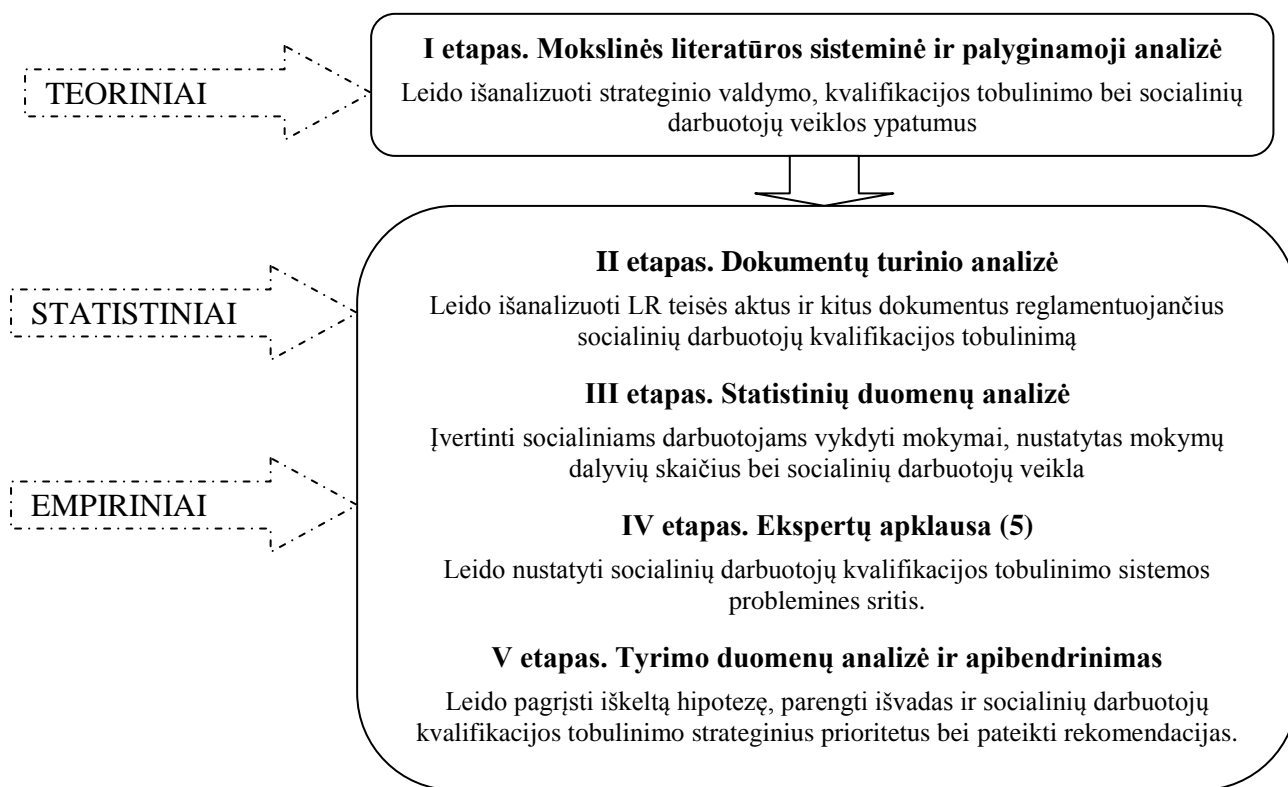 I etapas. Mokslinės literatūros sisteminė ir palyginamoji analizė
TEORINIAI
Leido išanalizuoti strateginio valdymo, kvalifikacijos tobulinimo bei socialinių
darbuotojų veiklos ypatumus
II etapas. Dokumentų turinio analizė
STATISTINIAI
Leido išanalizuoti LR teisės aktus ir kitus dokumentus reglamentuojančius
socialinių darbuotojų kvalifikacijos tobulinimą
III etapas. Statistinių duomenų analizė
Įvertinti socialiniams darbuotojams vykdyti mokymai, nustatytas mokymų
dalyvių skaičius bei socialinių darbuotojų veikla
EMPIRINIAI
IV etapas. Ekspertų apklausa (5)
Leido nustatyti socialinių darbuotojų kvalifikacijos tobulinimo sistemos
problemines sritis.
V etapas. Tyrimo duomenų analizė ir apibendrinimas
Leido pagrįsti iškeltą hipotezę, parengti išvadas ir socialinių darbuotojų
kvalifikacijos tobulinimo strateginius prioritetus bei pateikti rekomendacijas.